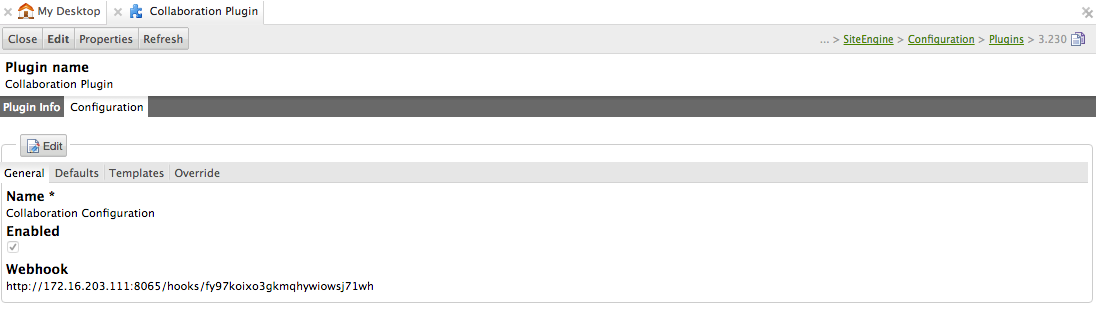 My Desktop Collaboration Plugin
Close Edit Properties Refresh ... > SiteEngine > Configuration > Plugins > 3.230
Plugin name
Collaboration Plugin
Plugin Info Configuration
Edit
General Defaults Templates Override
Name *
Collaboration Configuration
Enabled
Webhook
http://172.16.203.111:8065/hooks/fy97koixo3gkmqhywiowsj71wh